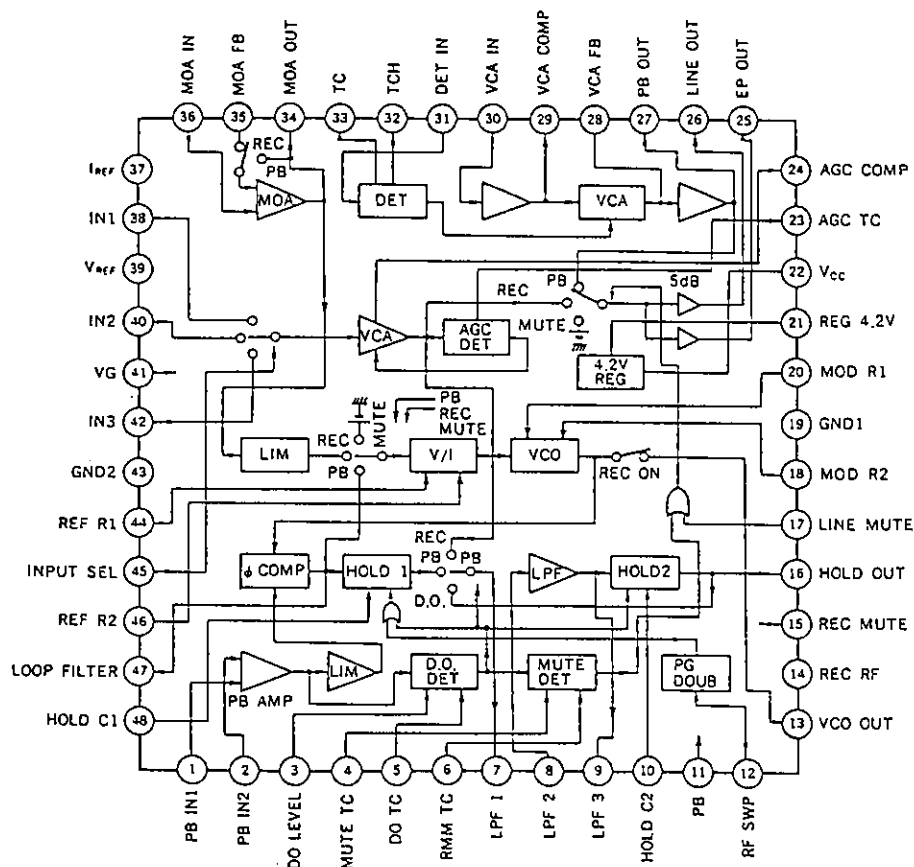 MOA IN
MOA FB
MOA OUT
TC
TCH
DET IN
VCA IN
VCA COMP
VCA FB
PB OUT
LINE OUT
EP OUT
36 35 34 33 32 31 30 29 28 27 26 25
REC
PB
MOA
DET
VCA
IREF 37
IN1 38
VREF 39
IN2 40
VG 41
IN3 42
GND2 43
REF R1 44
INPUT SEL 45
REF R2 46
LOOP FILTER 47
HOLD C1 48
24 AGC COMP
23 AGC TC
22 VCC
21 REG 4.2V
20 MOD R1
19 GND1
18 MOD R2
17 LINE MUTE
16 HOLD OUT
15 REC MUTE
14 REC RF
13 VCO OUT
PB
5dB
REC
MUTE
VCA
AGC
DET
4.2V
REG
PB
REC
MUTE
MUTE
REC
PB
LIM
V/I
VCO
REC ON
REC
PB PB
D.O.
φ COMP
HOLD 1
LPF
HOLD2
PB AMP
LIM
D.O.
DET
MUTE
DET
PG
DOUB
1 2 3 4 5 6 7 8 9 10 11 12
PB IN1
PB IN2
DO LEVEL
MUTE TC
DO TC
RMM TC
LPF 1
LPF 2
LPF 3
HOLD C2
PB
RF SWP